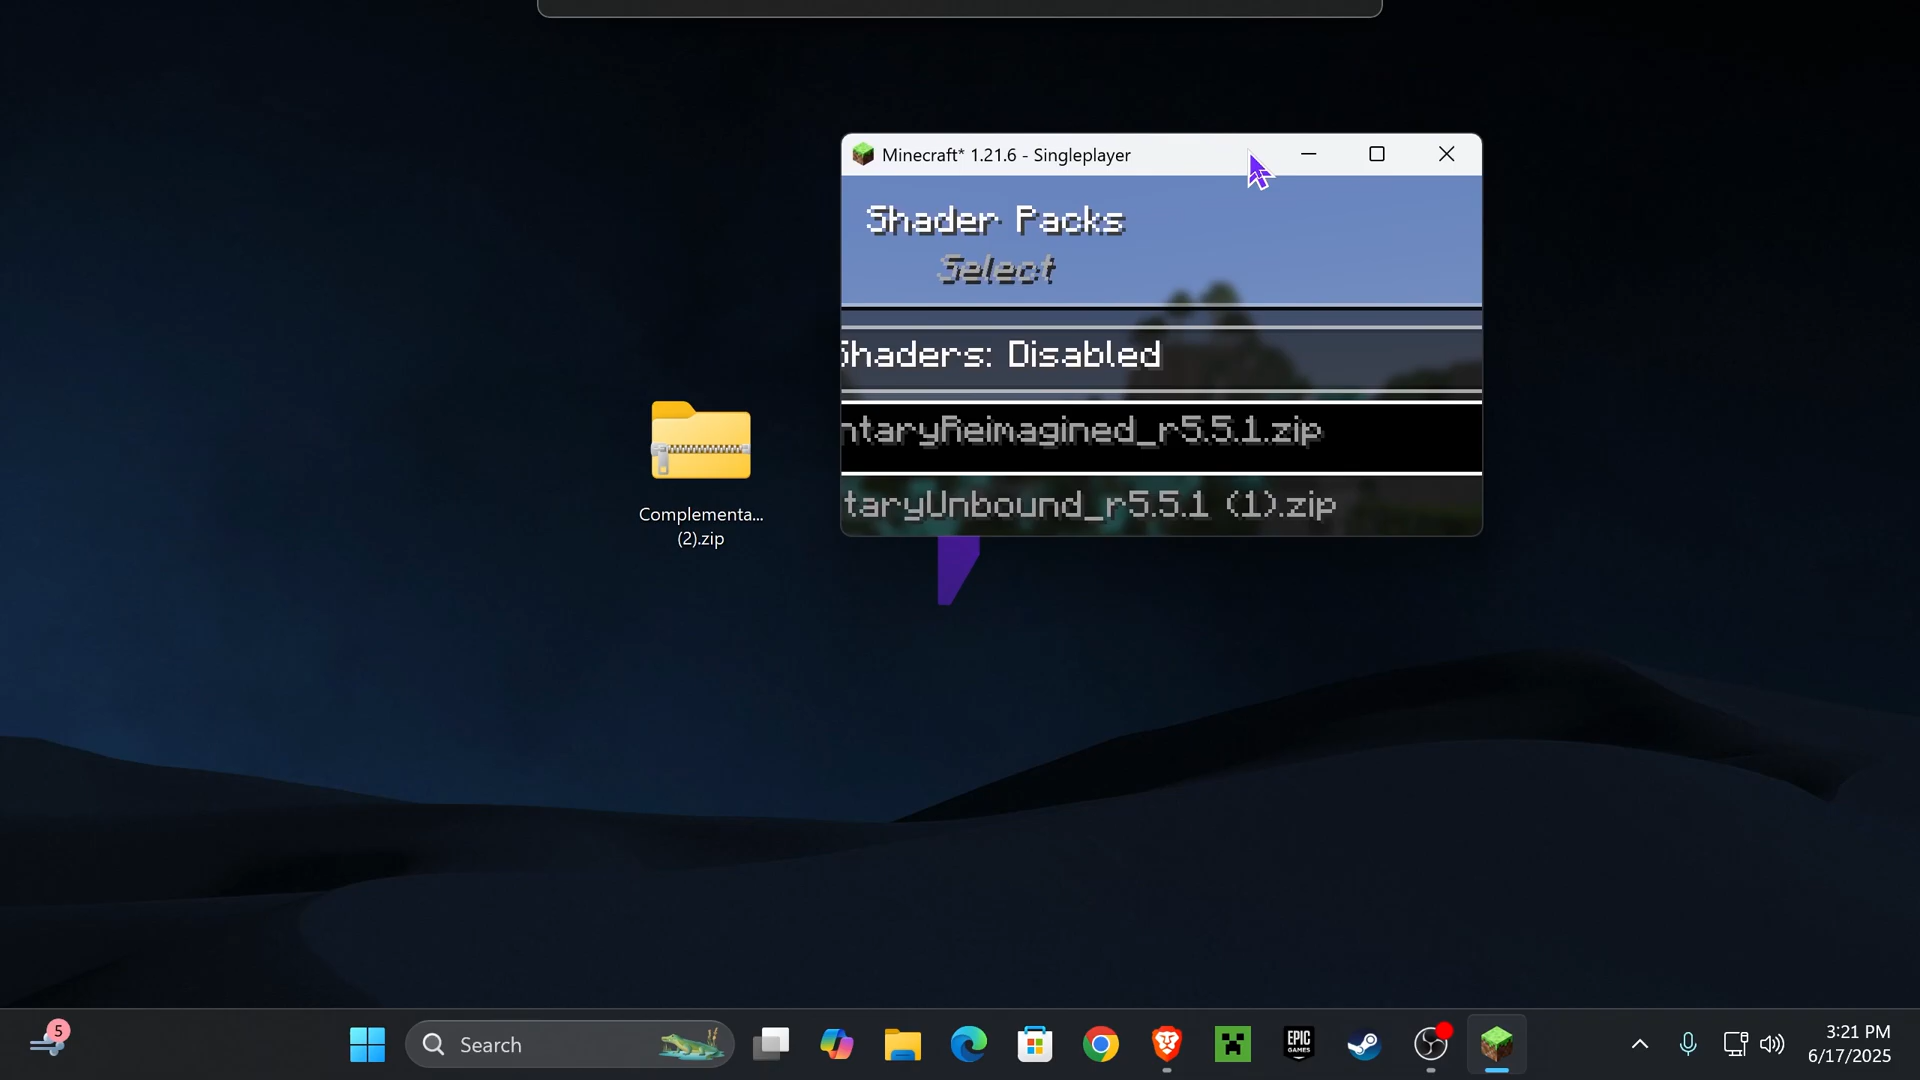 Minecraft* 1.21.6 - Singleplayer
Shader Packs
Select
Shaders: Disabled
ntaryReimagined_r5.5.1.zip
taryUnbound_r5.5.1 (1).zip
Complementa...
(2).zip
5
Search
EPIC
GAMES
3:21 PM
6/17/2025